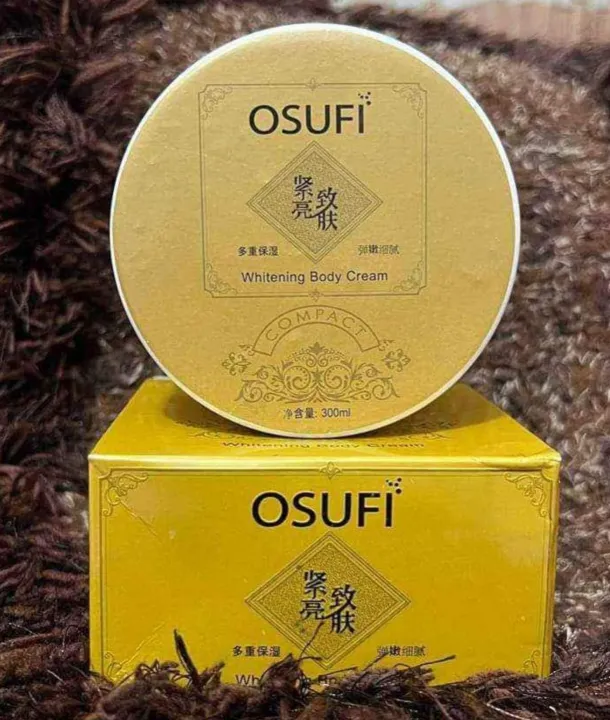 OSUFI
紧致
亮肤
多重保湿 弹嫩细腻
Whitening Body Cream
COMPACT
净含量: 300ml
Whitening Body Cream
OSUFI
紧致
亮肤
多重保湿 弹嫩细腻